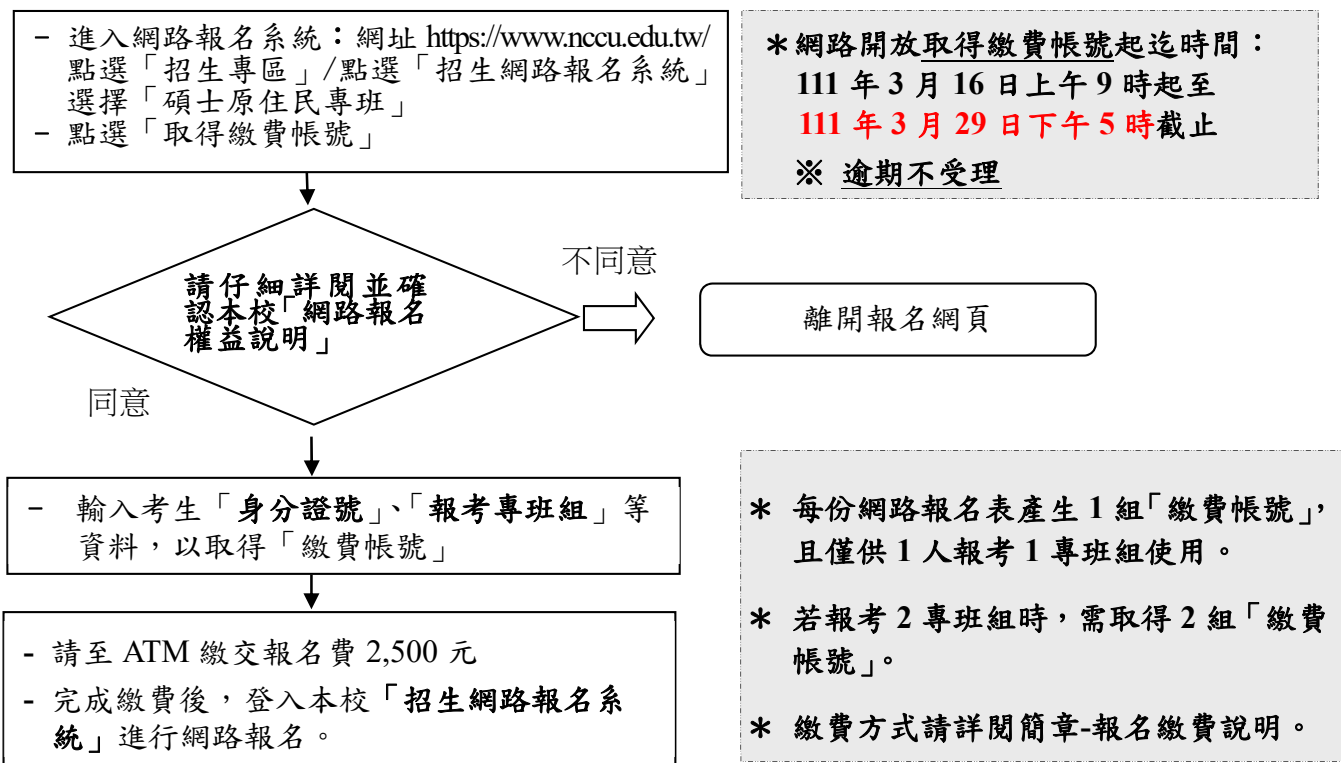 - 進入網路報名系統：網址 https://www.nccu.edu.tw/
點選「招生專區」/點選「招生網路報名系統」
選擇「碩士原住民專班」
- 點選「取得繳費帳號」
＊網路開放取得繳費帳號起迄時間：
111 年 3 月 16 日上午 9 時起至
111 年 3 月 29 日下午 5 時截止
※ 逾期不受理
請仔細詳閱並確
認本校「網路報名
權益說明」
不同意
離開報名網頁
同意
- 輸入考生「身分證號」、「報考專班組」等
資料，以取得「繳費帳號」
- 請至 ATM 繳交報名費 2,500 元
- 完成繳費後，登入本校「招生網路報名系
統」進行網路報名。
＊ 每份網路報名表產生 1 組「繳費帳號」，
且僅供 1 人報考 1 專班組使用。
＊ 若報考 2 專班組時，需取得 2 組「繳費
帳號」。
＊ 繳費方式請詳閱簡章-報名繳費說明。